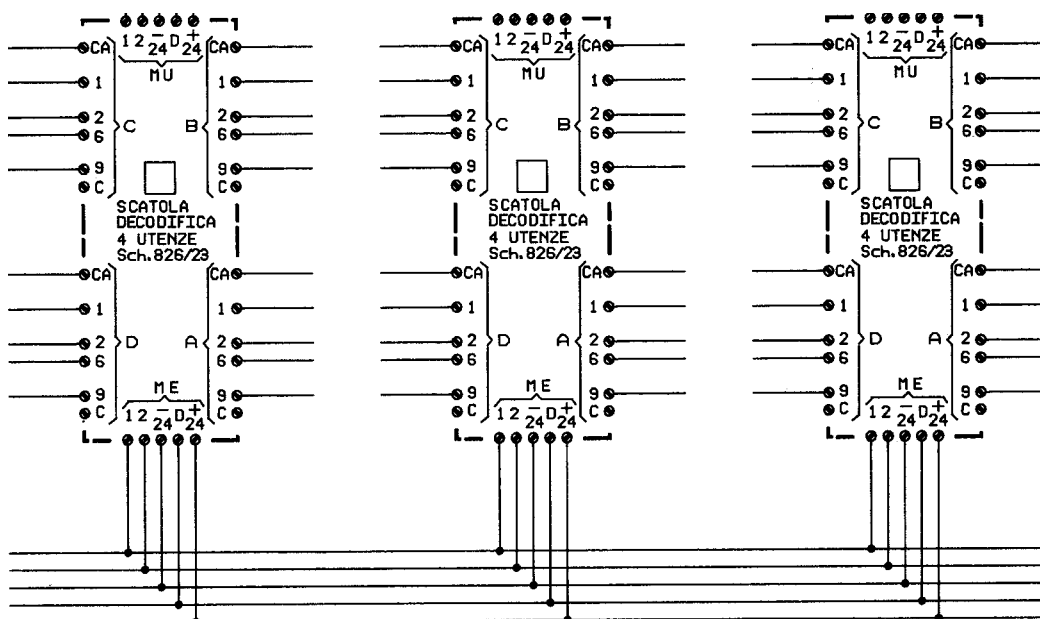 1 2 -24 D +24
MU
CA CA
1 1
2 2
C B
6 6
9 9
C C
SCATOLA
DECODIFICA
4 UTENZE
Sch.826/23
CA CA
1 1
2 D A 2
6 6
9 ME 9
C 1 2 -24 D +24 C
1 2 -24 D +24
MU
CA CA
1 1
2 2
C B
6 6
9 9
C C
SCATOLA
DECODIFICA
4 UTENZE
Sch.826/23
CA CA
1 1
2 D A 2
6 6
9 ME 9
C 1 2 -24 D +24 C
1 2 -24 D +24
MU
CA CA
1 1
2 2
C B
6 6
9 9
C C
SCATOLA
DECODIFICA
4 UTENZE
Sch.826/23
CA CA
1 1
2 D A 2
6 6
9 ME 9
C 1 2 -24 D +24 C